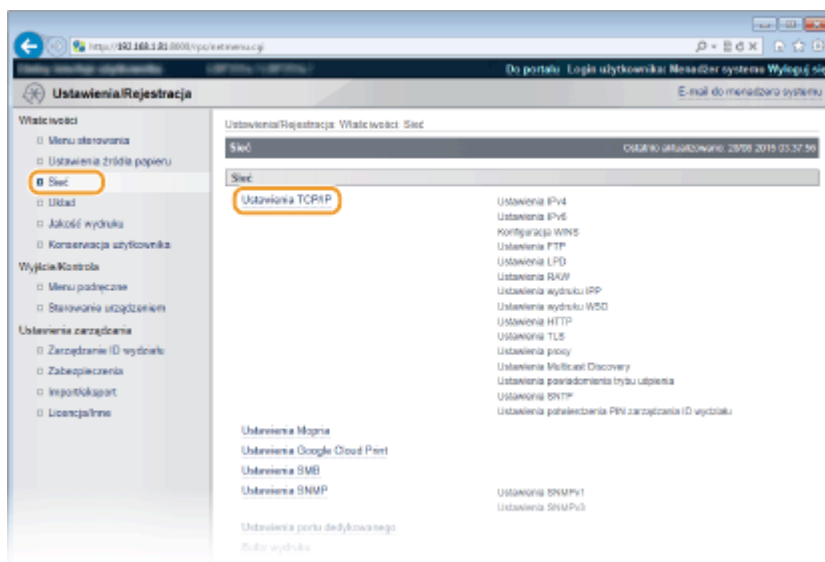 http://192.168.1.81:8000/rps/netmenu.cgi
Do portalu Login użytkownika: Menedżer systemu Wyloguj się
Ustawienia/Rejestracja
E-mail do menedżera systemu
Właściwości
Menu sterowania
Ustawienia źródła papieru
Sieć
Układ
Jakość wydruku
Konserwacja użytkownika
Wyjście/Kontrola
Menu podręczne
Sterowanie urządzeniem
Ustawienia zarządzania
Zarządzanie ID wydziału
Zabezpieczenia
Import/eksport
Licencja/Inne
Ustawienia/Rejestracja: Właściwości: Sieć
Sieć
Ostatnio aktualizowano: 28/08 2015 03:37:56
Sieć
Ustawienia TCP/IP
Ustawienia IPv4
Ustawienia IPv6
Konfiguracja WINS
Ustawienia FTP
Ustawienia LPD
Ustawienia RAW
Ustawienia wydruku IPP
Ustawienia wydruku WSD
Ustawienia HTTP
Ustawienia TLS
Ustawienia proxy
Ustawienia Multicast Discovery
Ustawienia powiadomienia trybu uśpienia
Ustawienia SNTP
Ustawienia potwierdzenia PIN zarządzania ID wydziału
Ustawienia Mopria
Ustawienia Google Cloud Print
Ustawienia SMB
Ustawienia SNMP
Ustawienia SNMPv1
Ustawienia SNMPv3
Ustawienia portu dedykowanego
Bufor wydruku